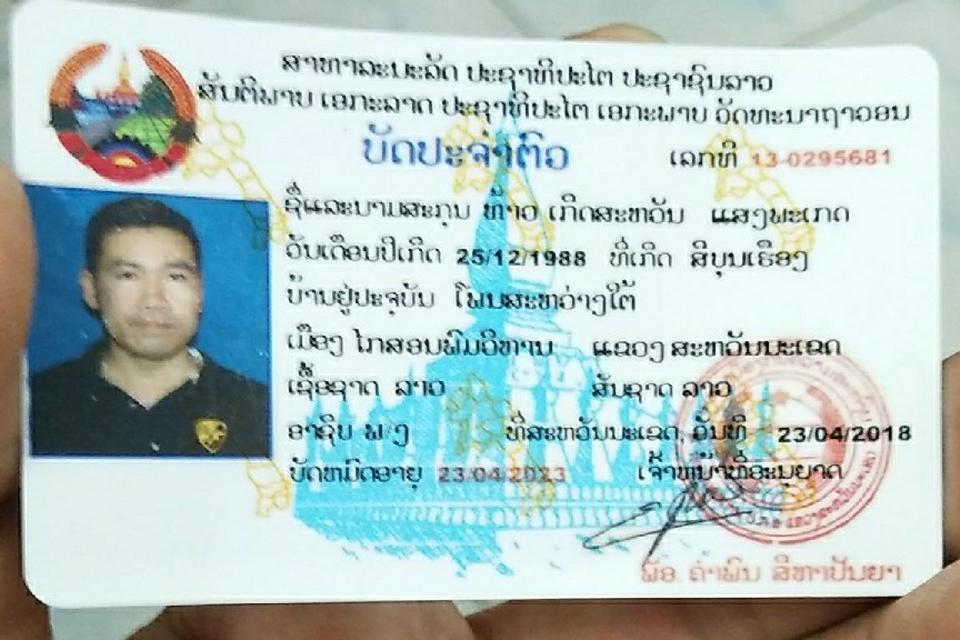 ສາທາລະນະລັດ ປະຊາທິປະໄຕ ປະຊາຊົນລາວ
ສັນຕິພາບ ເອກະລາດ ປະຊາທິປະໄຕ ເອກະພາບ ວັດທະນາຖາວອນ
ບັດປະຈຳຕົວ ເລກທີ 13-0295681
ຊື່ແລະນາມສະກຸນ ທ້າວ ເກີດສະຫວັນ ແສງພະເກດ
ວັນເດືອນປີເກີດ 25/12/1988 ທີ່ເກີດ ສີບຸນເຮືອງ
ບ້ານຢູ່ປະຈຸບັນ ໂພນສະຫວ່າງໃຕ້
ເມືອງ ໄກສອນພົມວິຫານ ແຂວງ ສະຫວັນນະເຂດ
ເຊື້ອຊາດ ລາວ ສັນຊາດ ລາວ
ອາຊີບ ພ/ງ ທີ່ສະຫວັນນະເຂດ, ວັນທີ 23/04/2018
ບັດຫມົດອາຍຸ 23/04/2023 ເຈົ້າຫນ້າທີ່ອະນຸຍາດ
ພັອ. ຄຳພັນ ສີຫາປັນຍາ